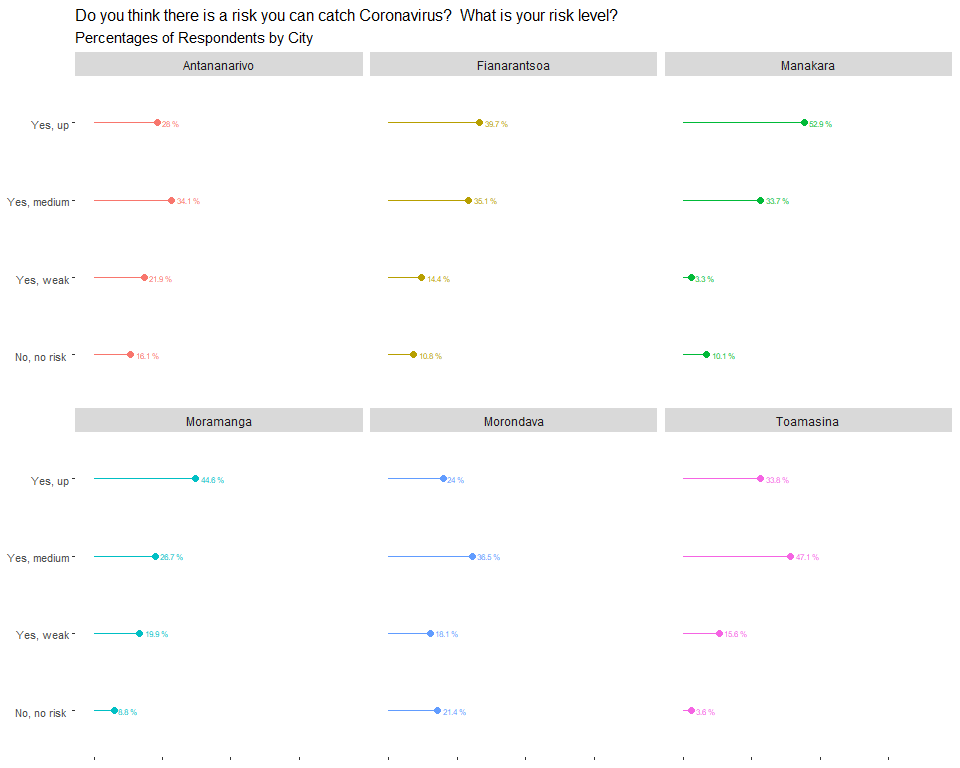 Do you think there is a risk you can catch Coronavirus?  What is your risk level?
Percentages of Respondents by City
Antananarivo
Fianarantsoa
Manakara
Yes, up
28 %
39.7 %
52.9 %
Yes, medium
34.1 %
35.1 %
33.7 %
Yes, weak
21.9 %
14.4 %
3.3 %
No, no risk
16.1 %
10.8 %
10.1 %
Moramanga
Morondava
Toamasina
Yes, up
44.6 %
24 %
33.8 %
Yes, medium
26.7 %
36.5 %
47.1 %
Yes, weak
19.9 %
18.1 %
15.6 %
No, no risk
8.8 %
21.4 %
3.6 %